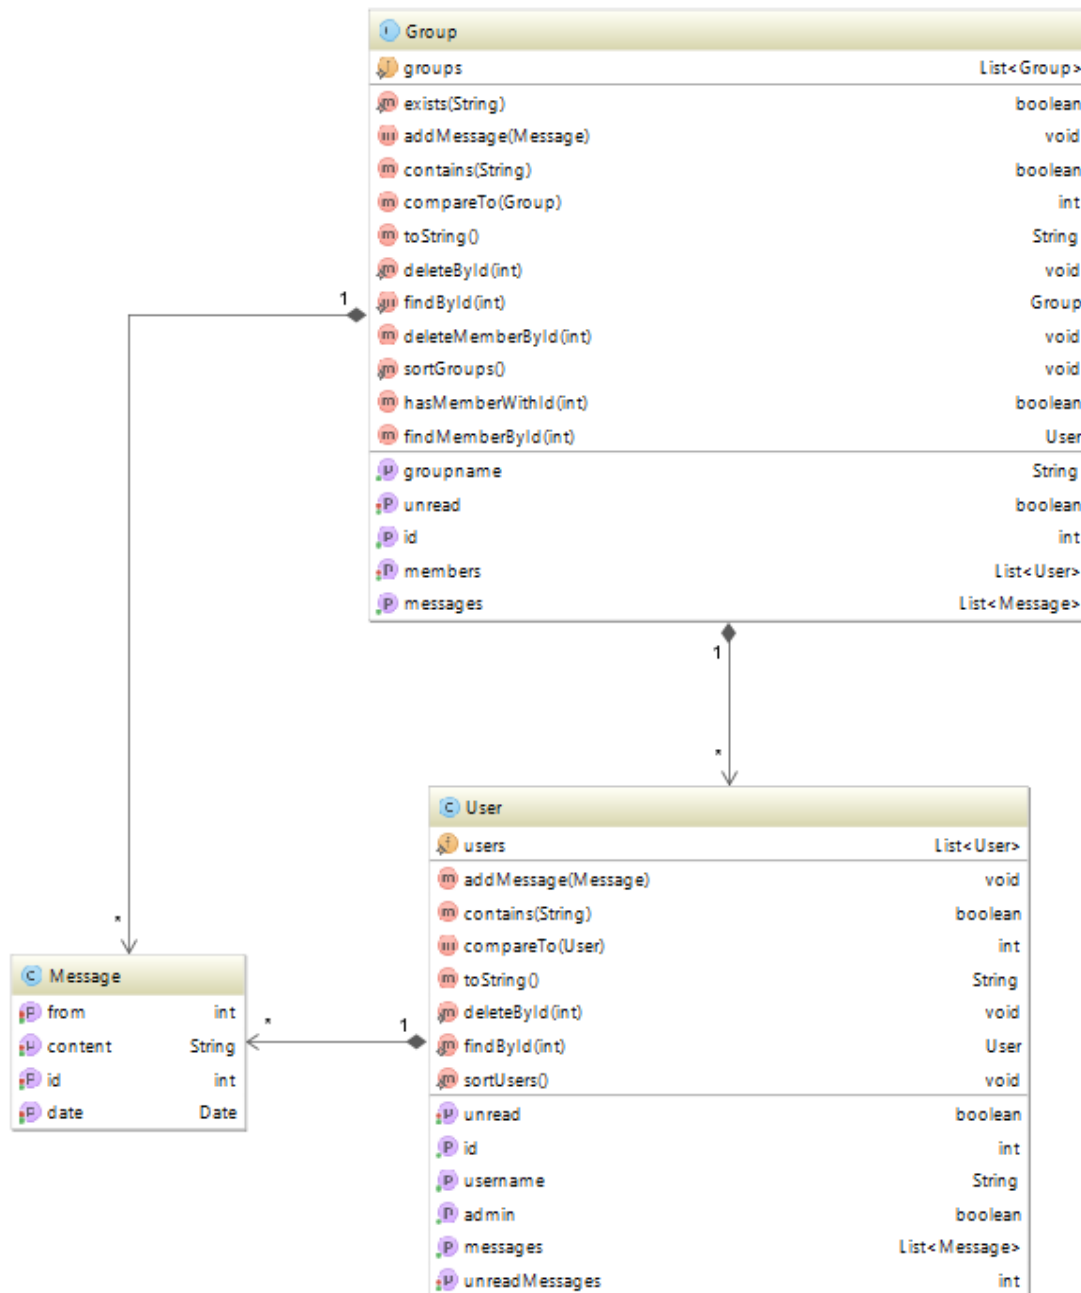 Group
groups List<Group>
exists(String) boolean
addMessage(Message) void
contains(String) boolean
compareTo(Group) int
toString() String
deleteById(int) void
findById(int) Group
deleteMemberById(int) void
sortGroups() void
hasMemberWithId(int) boolean
findMemberById(int) User
groupname String
unread boolean
id int
members List<User>
messages List<Message>
1
1
*
User
users List<User>
addMessage(Message) void
contains(String) boolean
compareTo(User) int
toString() String
deleteById(int) void
findById(int) User
sortUsers() void
unread boolean
id int
username String
admin boolean
messages List<Message>
unreadMessages int
*
Message
from int
content String
id int
date Date
*
1